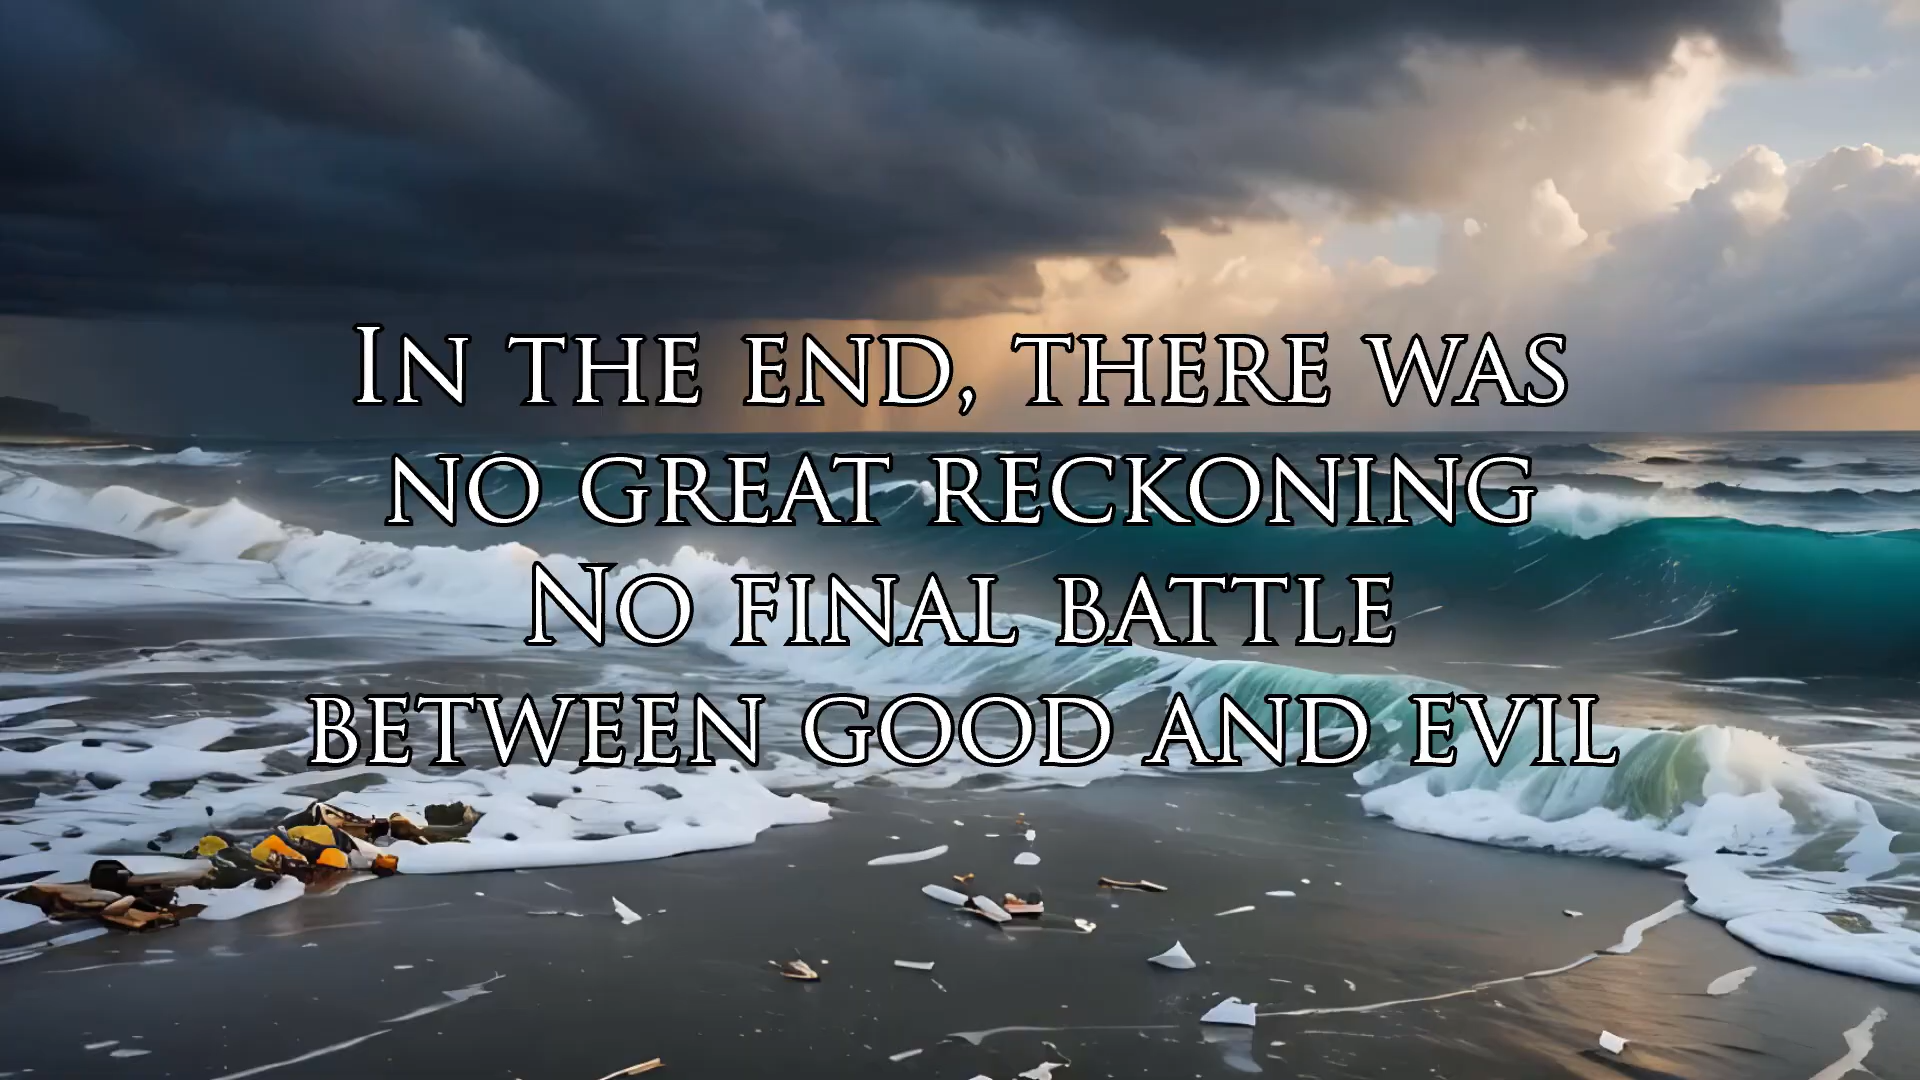 In the end, there was
no great reckoning
No final battle
between good and evil